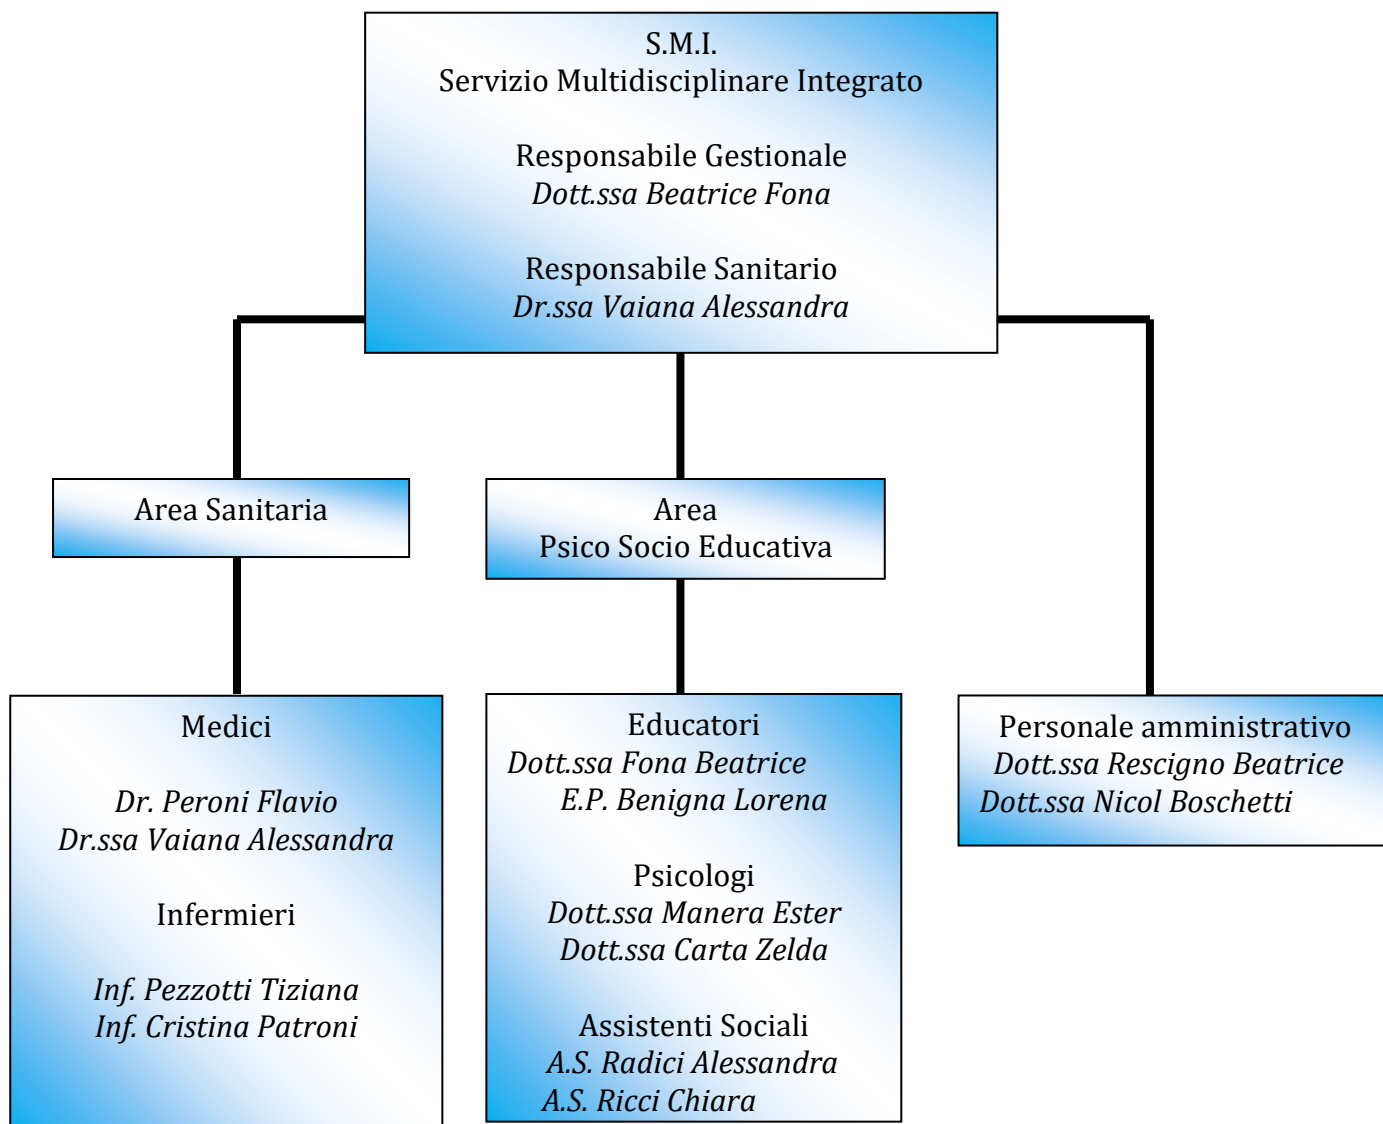 S.M.I.
Servizio Multidisciplinare Integrato
Responsabile Gestionale
Dott.ssa Beatrice Fona
Responsabile Sanitario
Dr.ssa Vaiana Alessandra
Area Sanitaria
Area
Psico Socio Educativa
Medici
Dr. Peroni Flavio
Dr.ssa Vaiana Alessandra
Infermieri
Inf. Pezzotti Tiziana
Inf. Cristina Patroni
Educatori
Dott.ssa Fona Beatrice
E.P. Benigna Lorena
Psicologi
Dott.ssa Manera Ester
Dott.ssa Carta Zelda
Assistenti Sociali
A.S. Radici Alessandra
A.S. Ricci Chiara
Personale amministrativo
Dott.ssa Rescigno Beatrice
Dott.ssa Nicol Boschetti